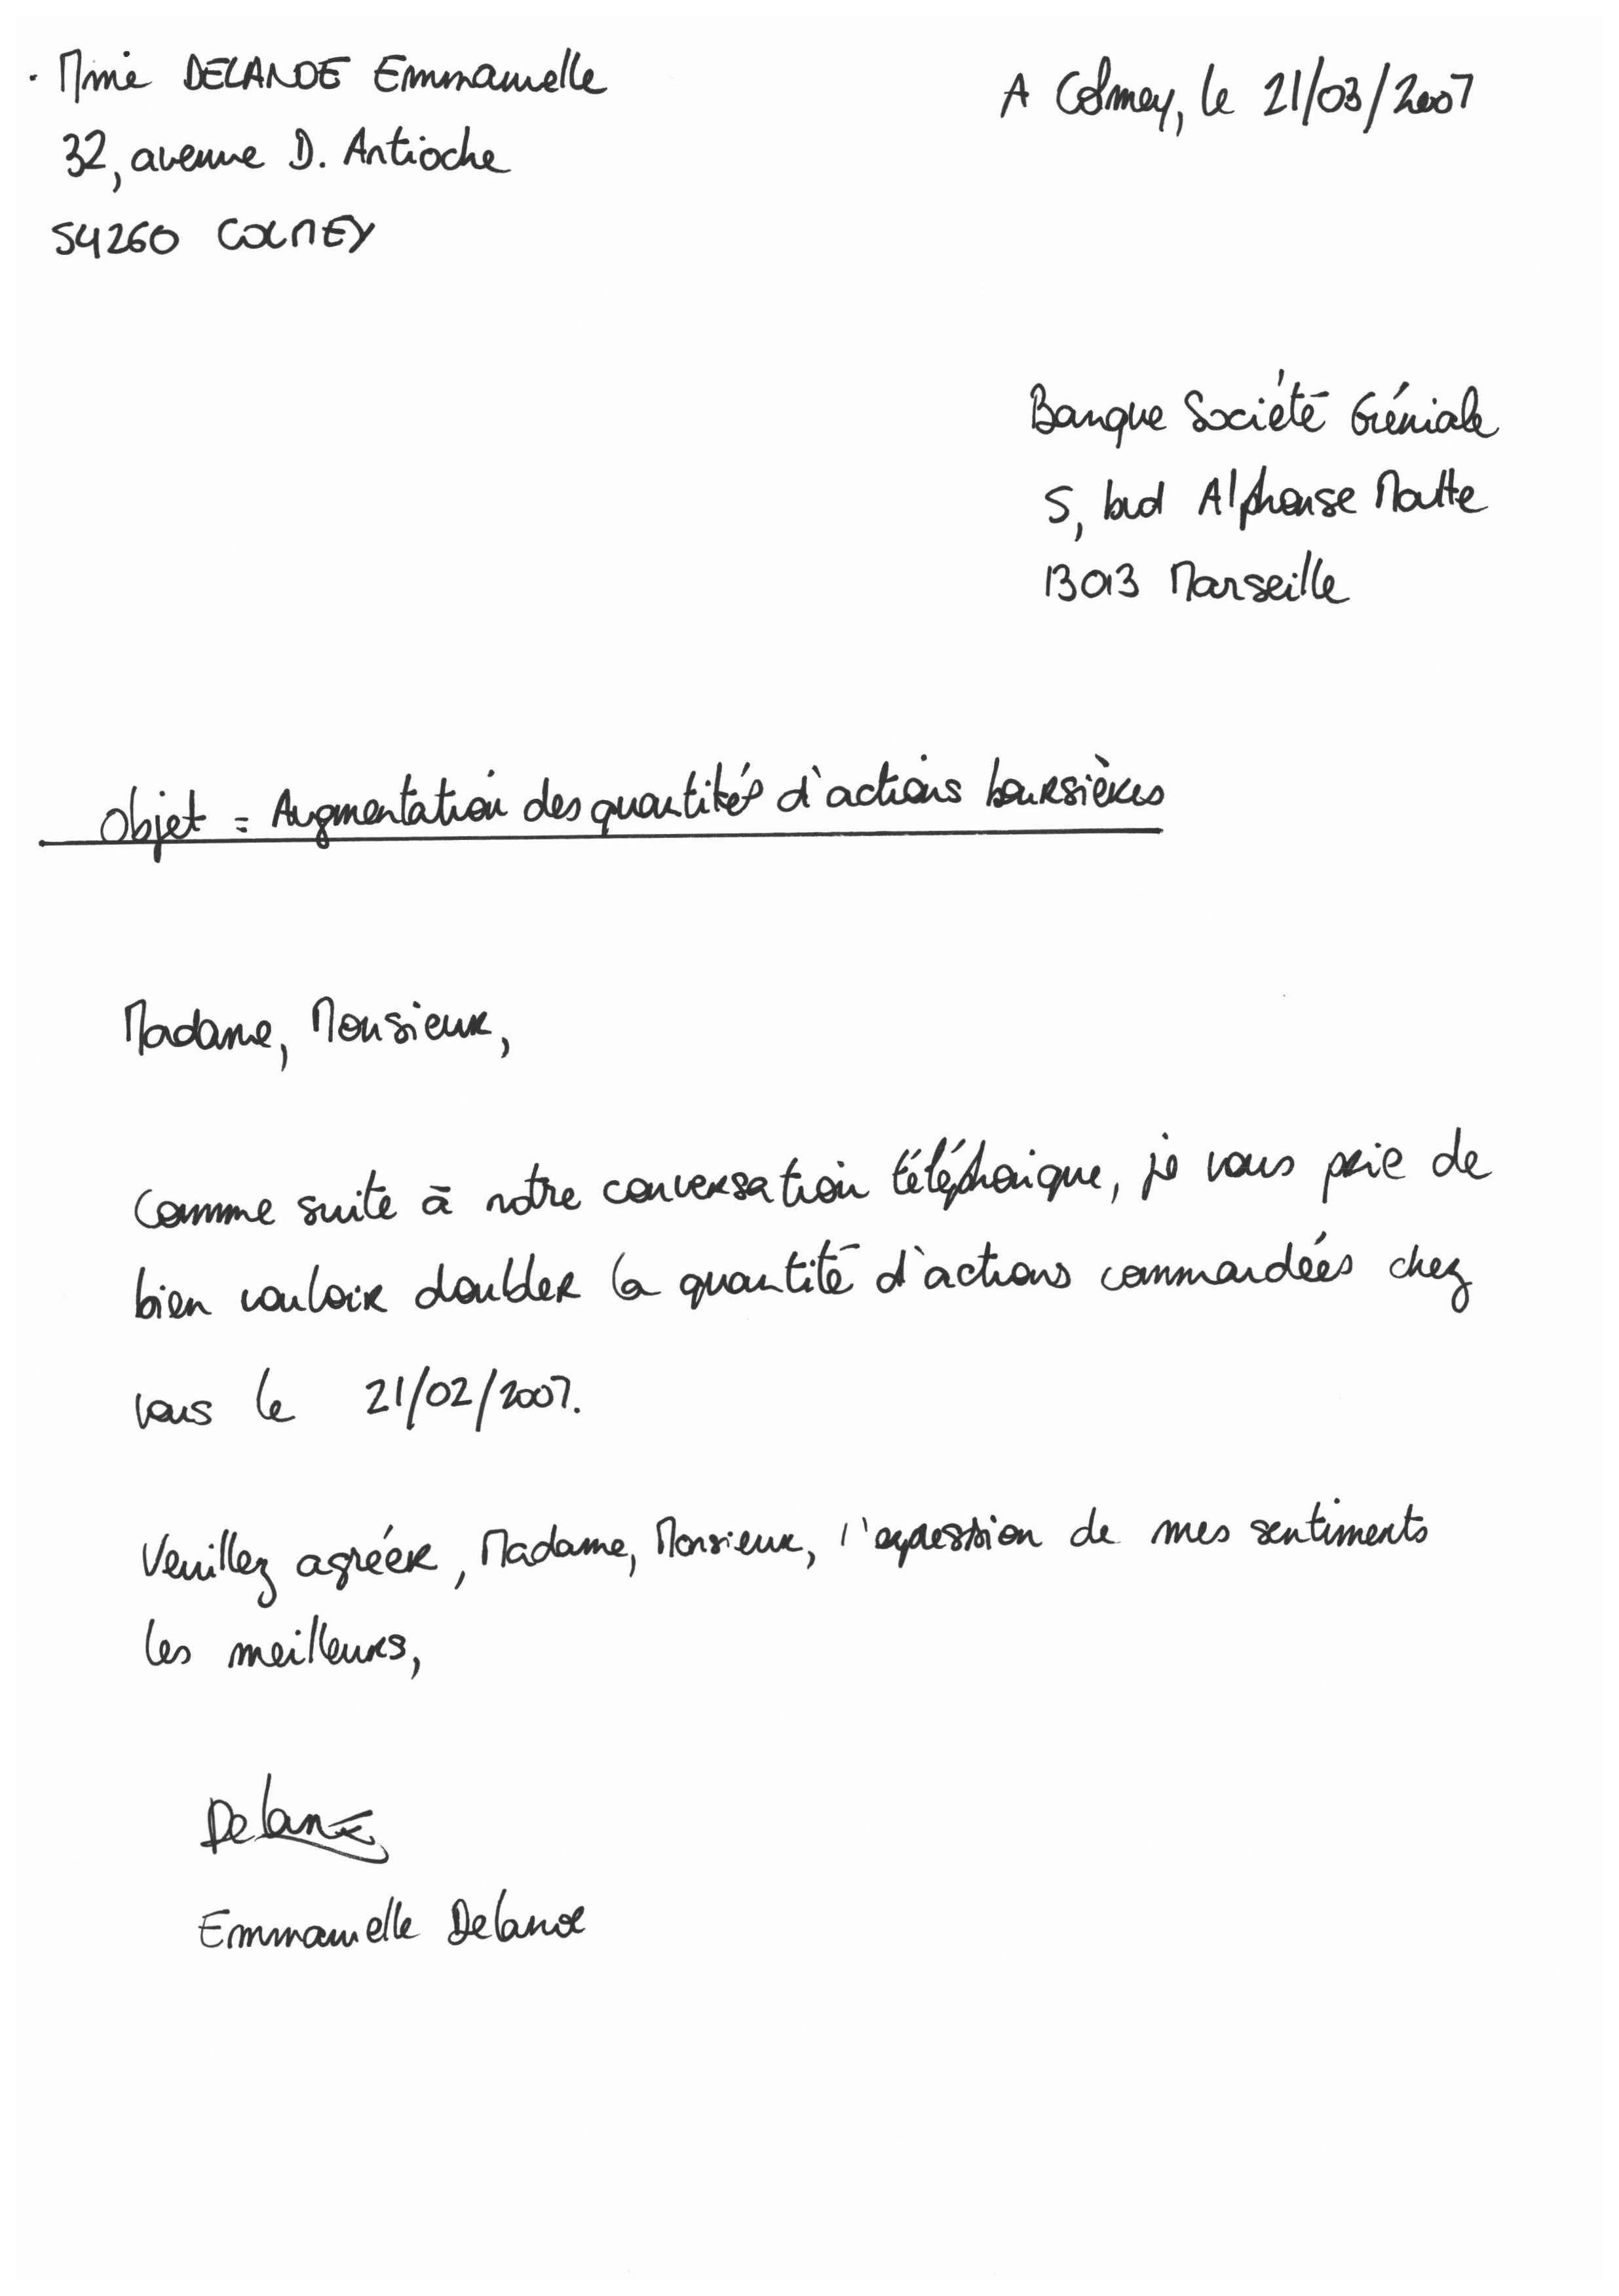 Mme DELANOE Emmanuelle
A Colmey, le 21/03/2007
32, avenue D. Antioche
54260 COLMEY
Banque Société Géniale
5, bvd Alphonse Moutte
13013 Marseille
Objet = Augmentation des quantités d'actions boursières
Madame, Monsieur,
Comme suite à notre conversation téléphonique, je vous prie de
bien vouloir doubler la quantité d'actions commandées chez
vous le 21/02/2007.
Veuillez agréer, Madame, Monsieur, l'expression de mes sentiments
les meilleurs,
Emmanuelle Delanoe